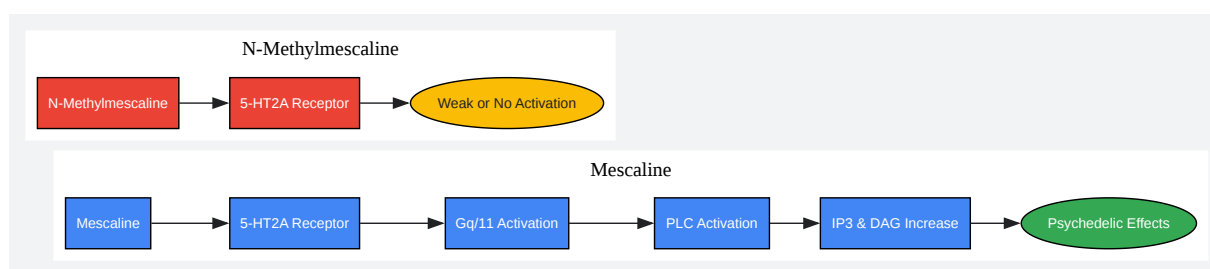 N-Methylmescaline
N-Methylmescaline
5-HT2A Receptor
Weak or No Activation
Mescaline
Mescaline
5-HT2A Receptor
Gq/11 Activation
PLC Activation
IP3 & DAG Increase
Psychedelic Effects